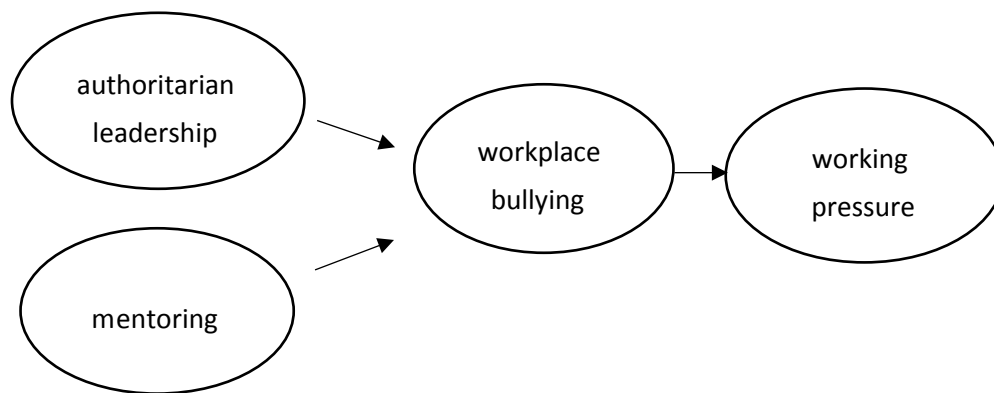 authoritarian
leadership
workplace
bullying
working
pressure
mentoring